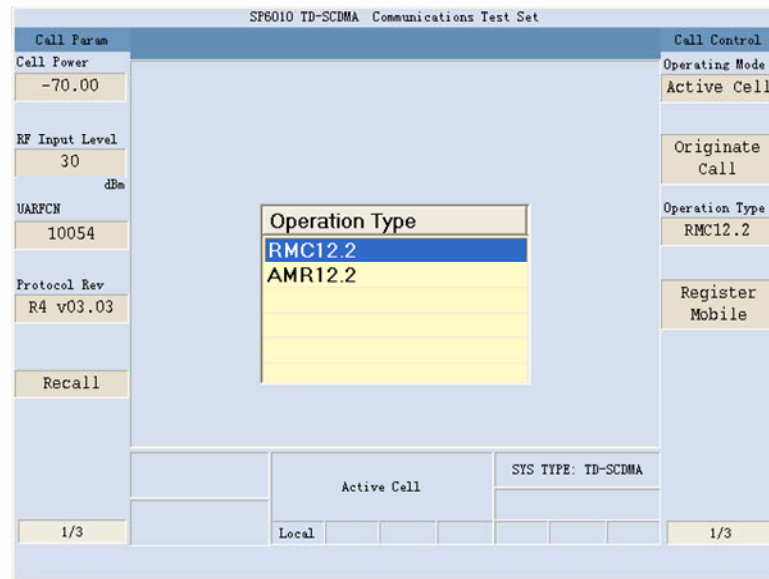 SP6010 TD-SCDMA Communications Test Set
Call Param
Cell Power
-70.00
RF Input Level
30
dBm
UARFCN
10054
Protocol Rev
R4 v03.03
Recall
1/3
Operation Type
RMC12.2
AMR12.2
Active Cell
Local
SYS TYPE: TD-SCDMA
Call Control
Operating Mode
Active Cell
Originate
Call
Operation Type
RMC12.2
Register
Mobile
1/3